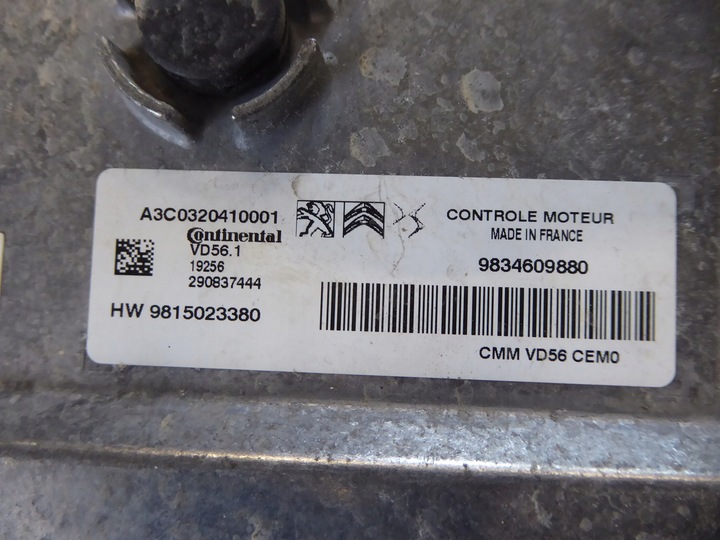 A3C0320410001
Continental
VD56.1
19256
290837444
HW 9815023380
CONTROLE MOTEUR
MADE IN FRANCE
9834609880
CMM VD56 CEM0